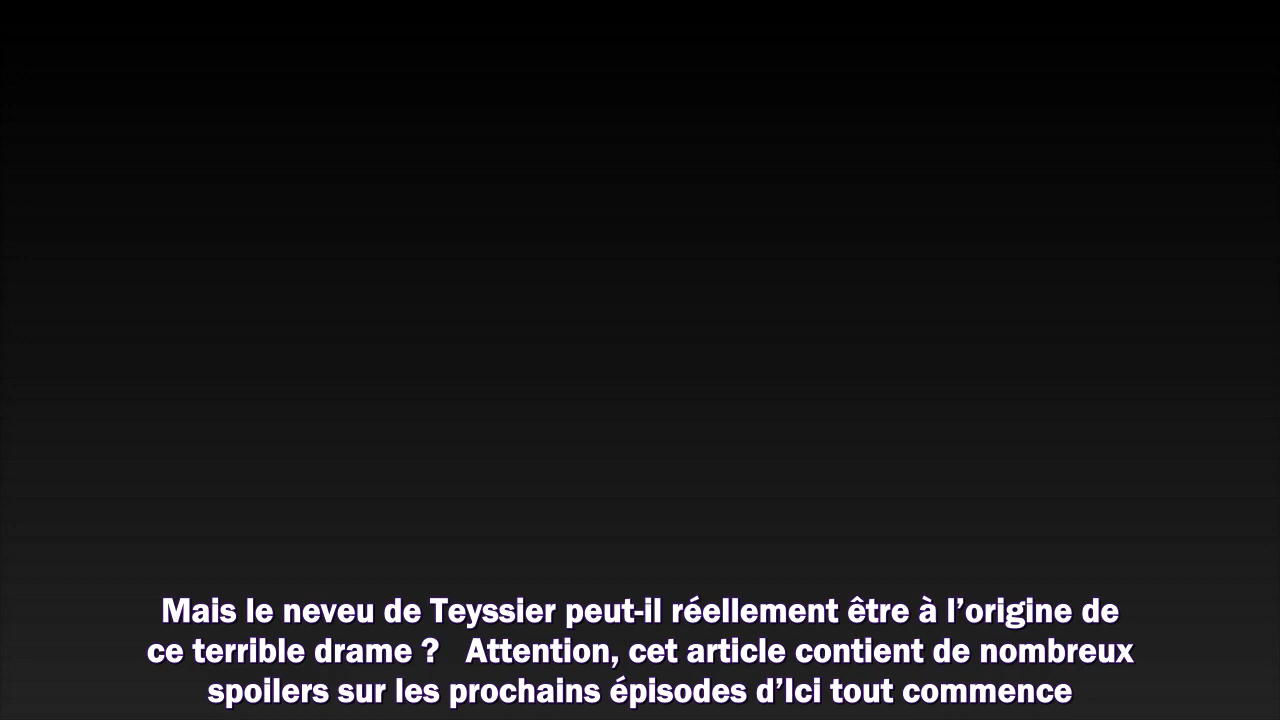 Mais le neveu de Teyssier peut-il réellement être à l’origine de
ce terrible drame ?   Attention, cet article contient de nombreux
spoilers sur les prochains épisodes d’Ici tout commence